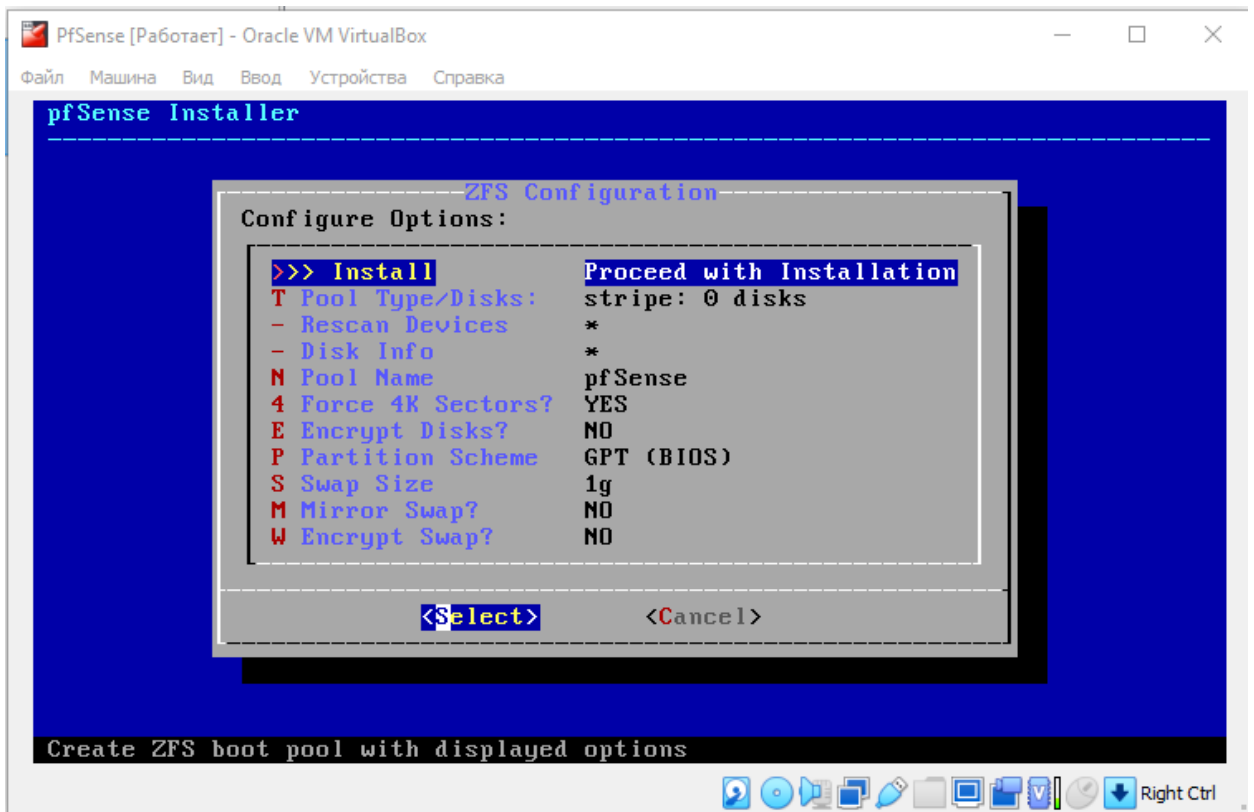 PfSense [Работает] - Oracle VM VirtualBox
Файл Машина Вид Ввод Устройства Справка
pfSense Installer
ZFS Configuration
Configure Options:
>>> Install Proceed with Installation
T Pool Type/Disks: stripe: 0 disks
- Rescan Devices *
- Disk Info *
N Pool Name pfSense
4 Force 4K Sectors? YES
E Encrypt Disks? NO
P Partition Scheme GPT (BIOS)
S Swap Size 1g
M Mirror Swap? NO
W Encrypt Swap? NO
<Select> <Cancel>
Create ZFS boot pool with displayed options
Right Ctrl